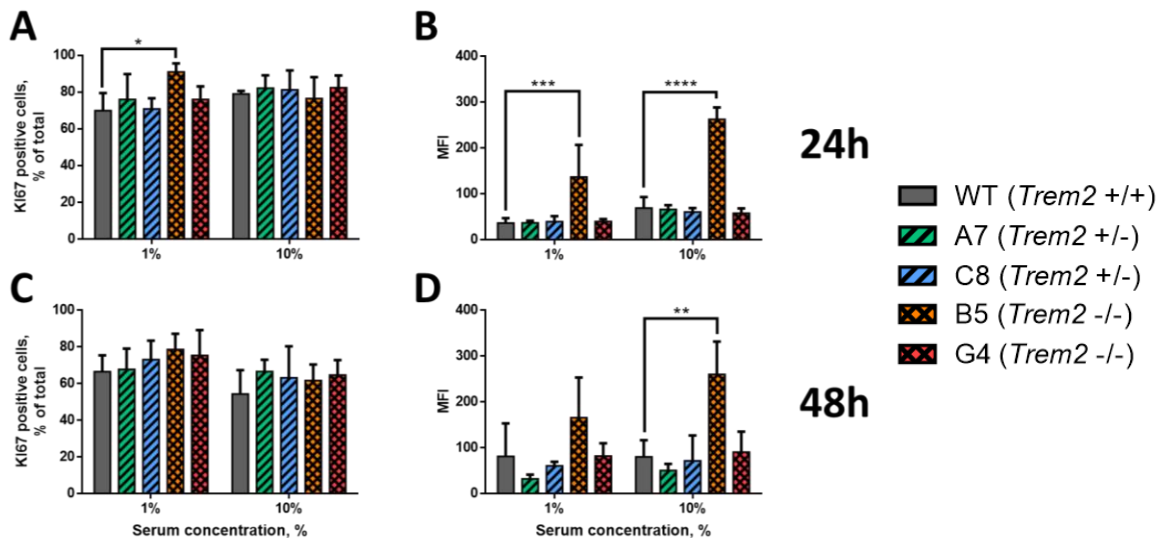 A
KI67 positive cells,
% of total
100
80
60
40
20
0
*
1%
10%
B
MFI
400
300
200
100
0
***
****
1%
10%
24h
C
KI67 positive cells,
% of total
100
80
60
40
20
0
1%
10%
Serum concentration, %
D
MFI
400
300
200
100
0
**
1%
10%
Serum concentration, %
48h
WT (Trem2 +/+)
A7 (Trem2 +/-)
C8 (Trem2 +/-)
B5 (Trem2 -/-)
G4 (Trem2 -/-)